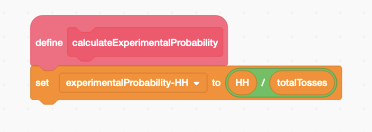 define calculateExperimentalProbability
set experimentalProbability-HH to HH / totalTosses